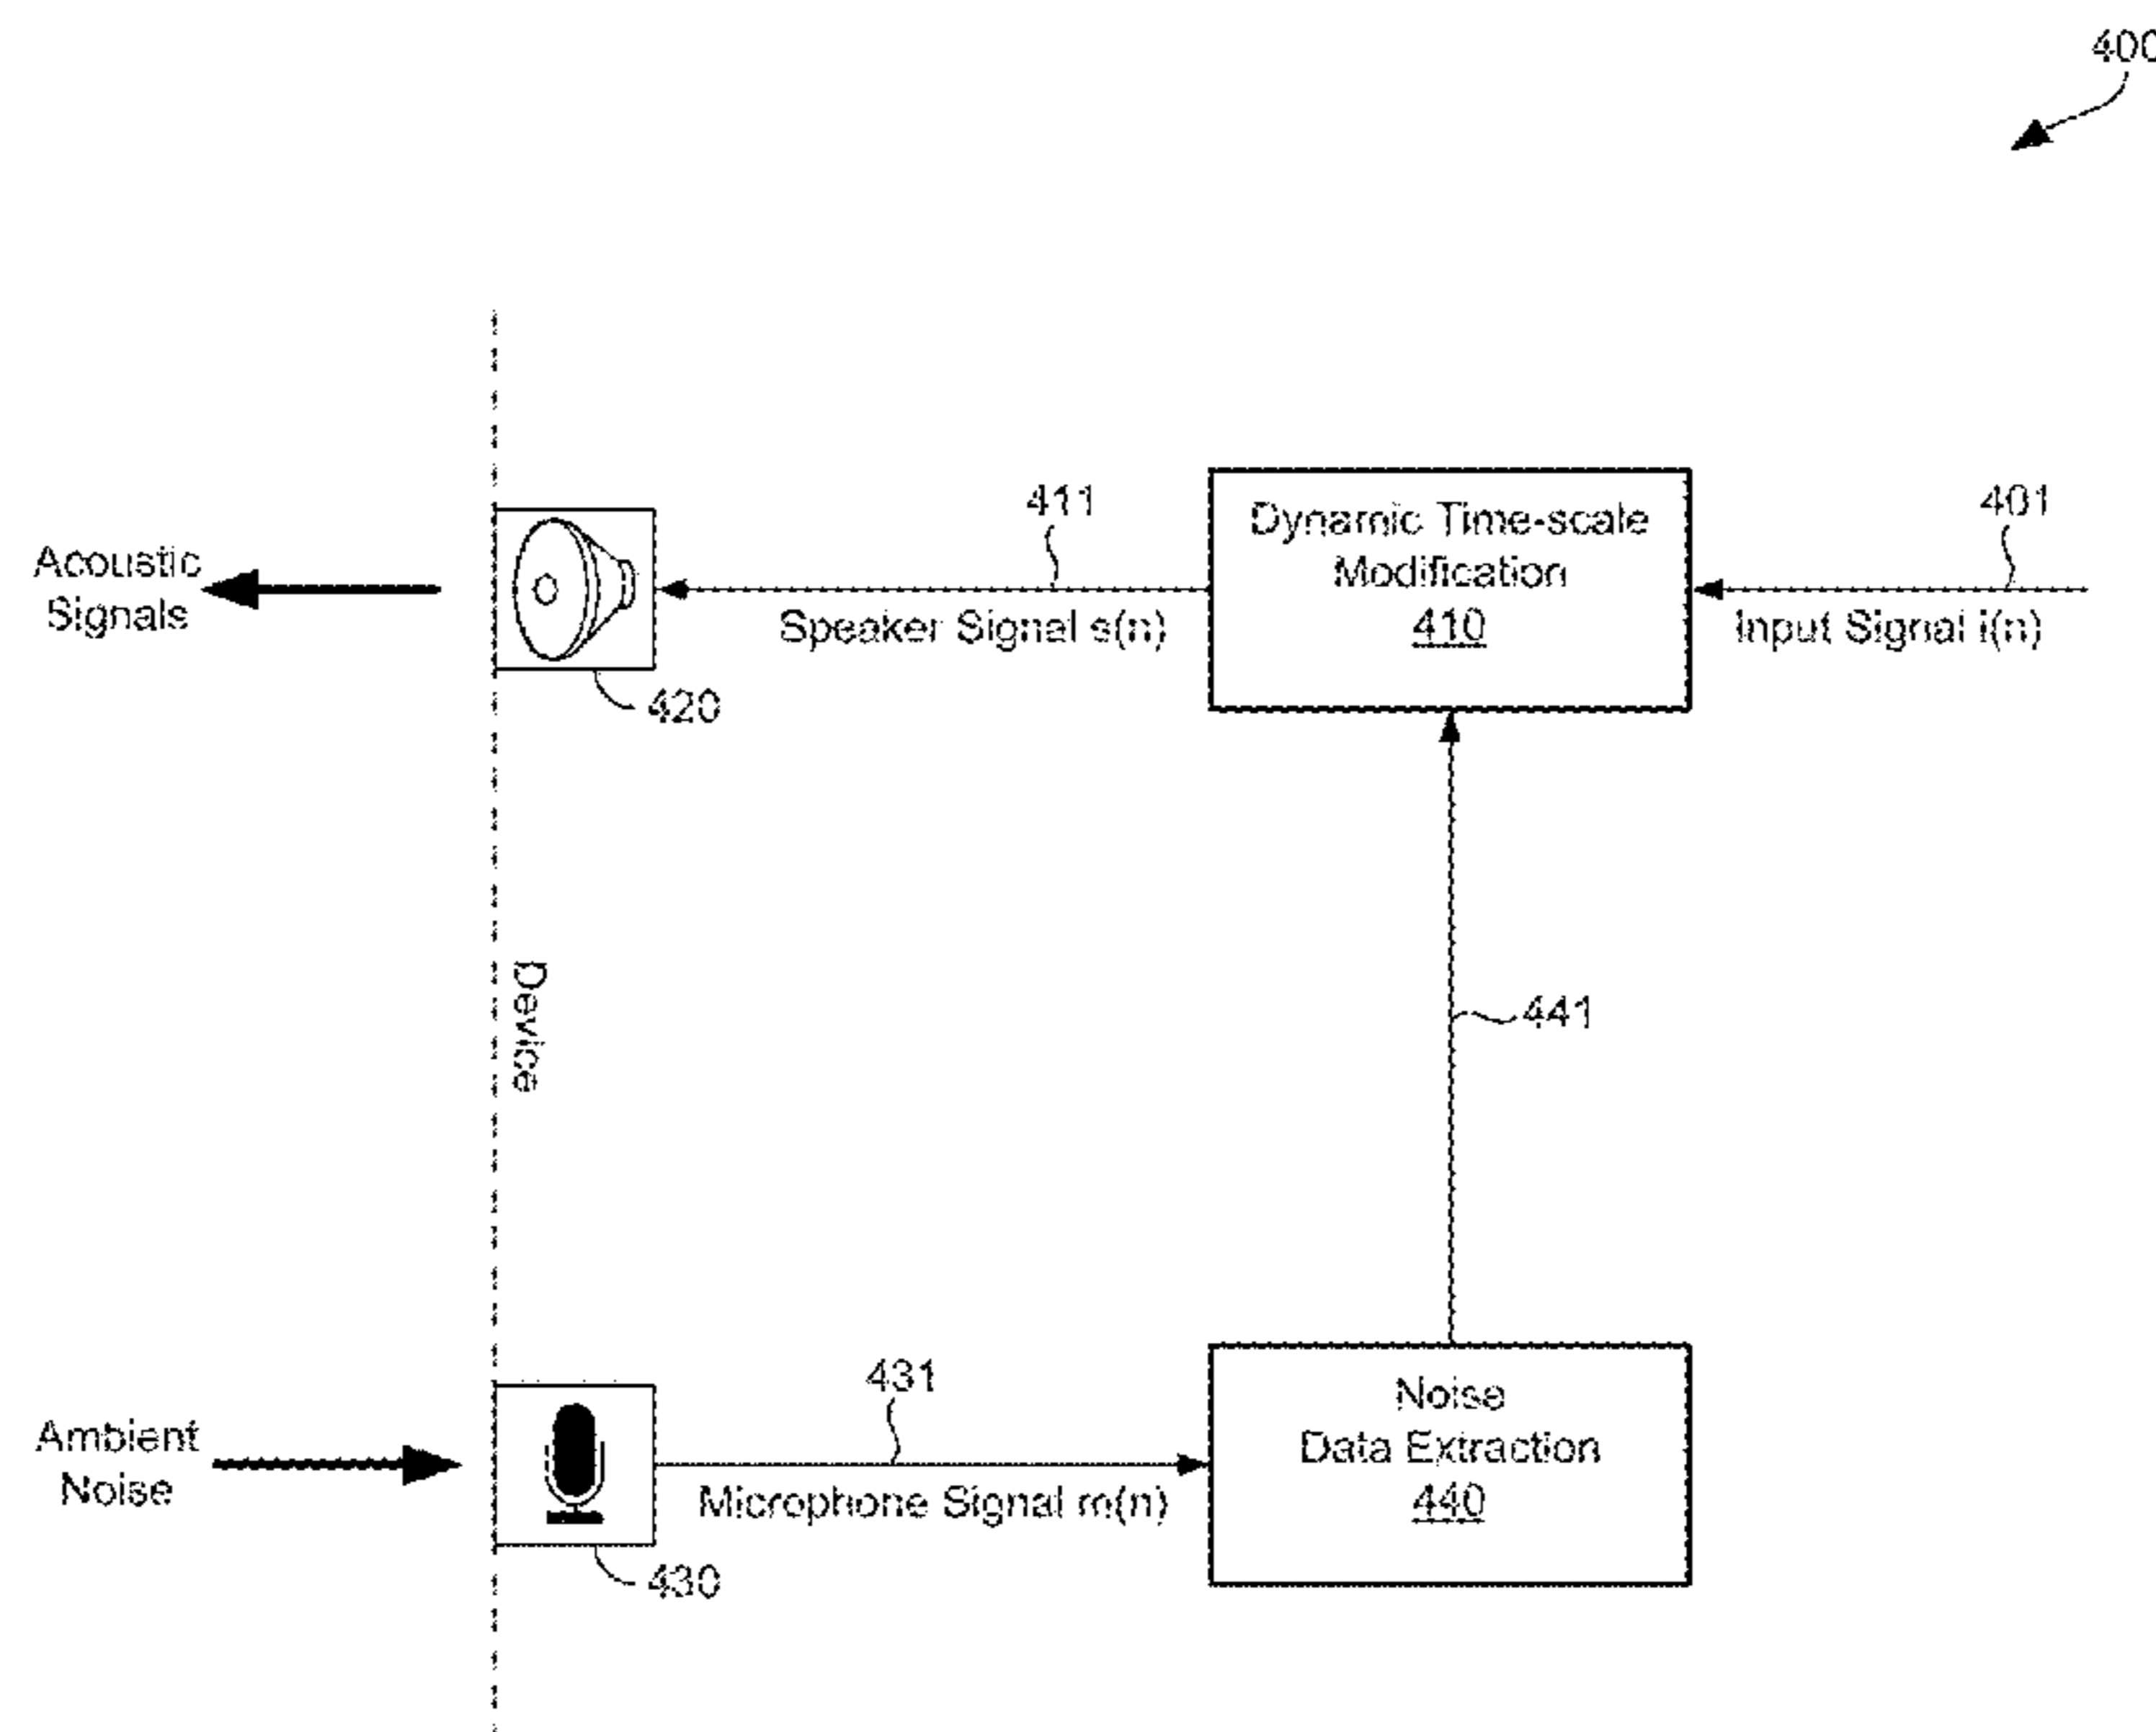 400
411
401
Dynamic Time-scale
Modification
410
Acoustic
Signals
Speaker Signal s(n)
Input Signal i(n)
420
Device
441
431
Noise
Data Extraction
440
Ambient
Noise
Microphone Signal m(n)
430